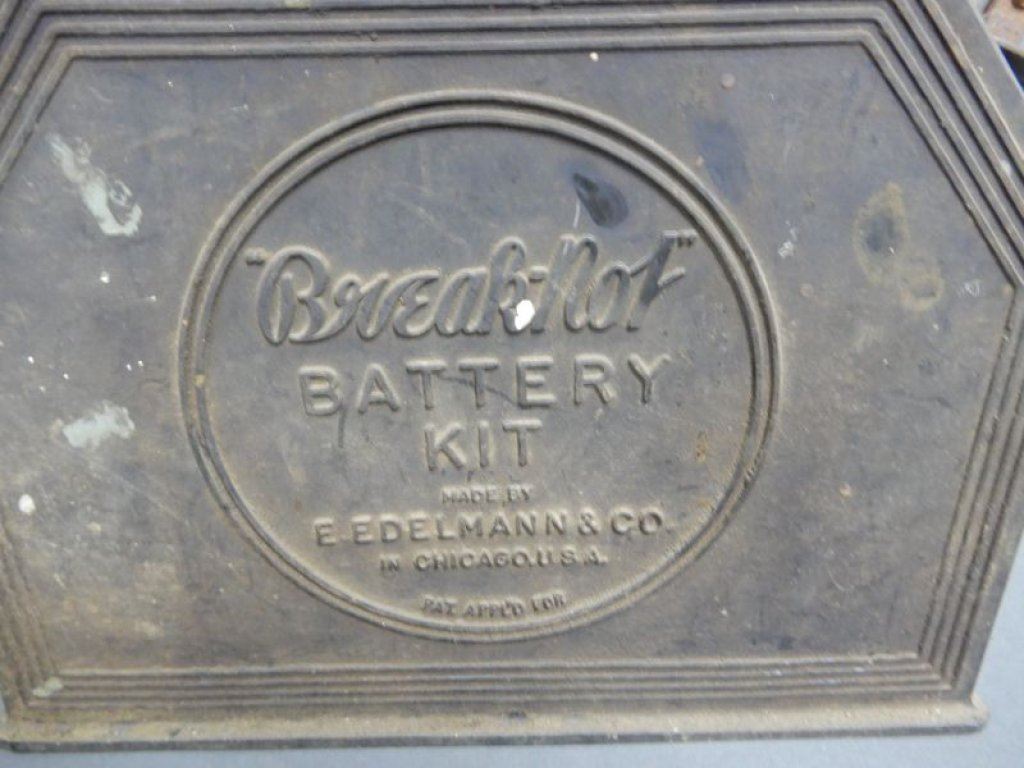 "Break-Not"
BATTERY
KIT
MADE BY
E. EDELMANN & CO.
IN CHICAGO. U.S.A.
PAT. APPL'D FOR